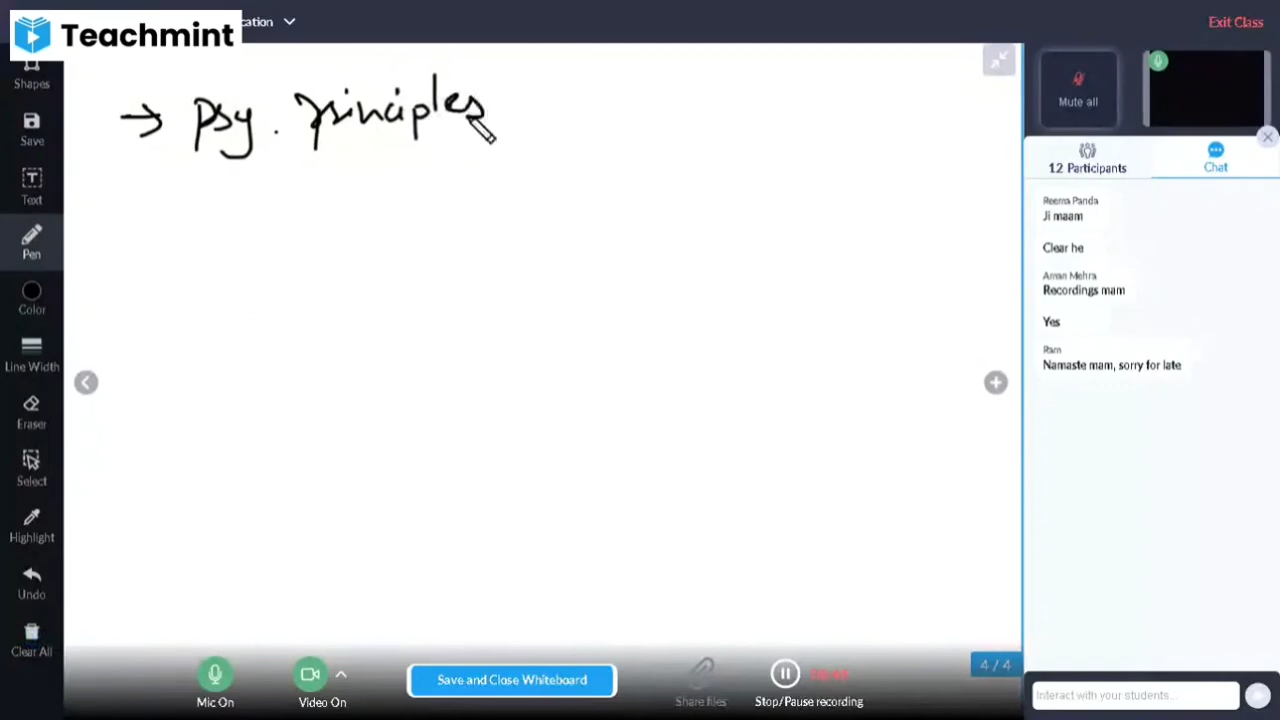 Teachmint
cation
Exit Class
Shapes
Save
Text
Pen
Color
Line Width
Eraser
Select
Highlight
Undo
Clear All
→ Psy. Principles
Mute all
12 Participants
Chat
Reema Panda
Ji maam
Clear he
Arman Mehra
Recordings mam
Yes
Ram
Namaste mam, sorry for late
4 / 4
Mic On
Video On
Save and Close Whiteboard
Share files
Stop/Pause recording
Interact with your students...